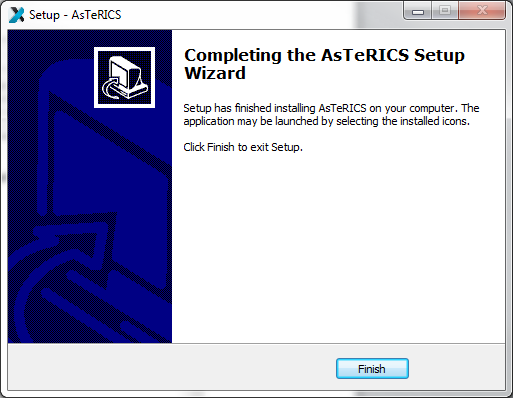 Setup - AsTeRICS
Completing the AsTeRICS Setup
Wizard
Setup has finished installing AsTeRICS on your computer. The
application may be launched by selecting the installed icons.
Click Finish to exit Setup.
Finish